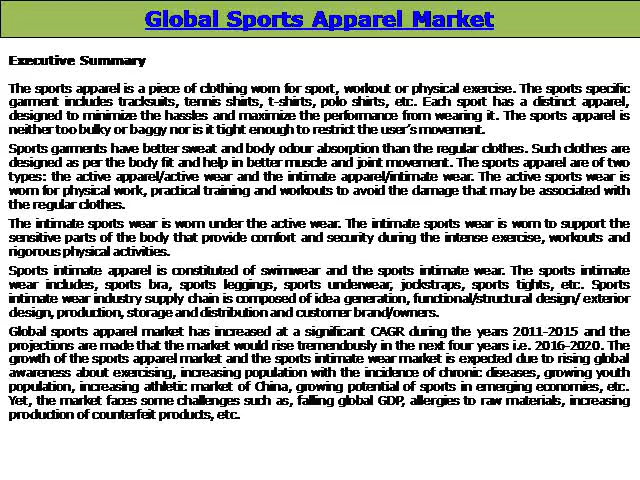 Global Sports Apparel Market
Executive Summary
The sports apparel is a piece of clothing worn for sport, workout or physical exercise. The sports specific
garment includes tracksuits, tennis shirts, t-shirts, polo shirts, etc. Each sport has a distinct apparel,
designed to minimize the hassles and maximize the performance from wearing it. The sports apparel is
neither too bulky or baggy nor is it tight enough to restrict the user's movement.
Sports garments have better sweat and body odour absorption than the regular clothes. Such clothes are
designed as per the body fit and help in better muscle and joint movement. The sports apparel are of two
types: the active apparel/active wear and the intimate apparel/intimate wear. The active sports wear is
worn for physical work, practical training and workouts to avoid the damage that may be associated with
the regular clothes.
The intimate sports wear is worn under the active wear. The intimate sports wear is worn to support the
sensitive parts of the body that provide comfort and security during the intense exercise, workouts and
rigorous physical activities.
Sports intimate apparel is constituted of swimwear and the sports intimate wear. The sports intimate
wear includes, sports bra, sports leggings, sports underwear, jockstraps, sports tights, etc. Sports
intimate wear industry supply chain is composed of idea generation, functional/structural design/ exterior
design, production, storage and distribution and customer brand/owners.
Global sports apparel market has increased at a significant CAGR during the years 2011-2015 and the
projections are made that the market would rise tremendously in the next four years i.e. 2016-2020. The
growth of the sports apparel market and the sports intimate wear market is expected due to rising global
awareness about exercising, increasing population with the incidence of chronic diseases, growing youth
population, increasing athletic market of China, growing potential of sports in emerging economies, etc.
Yet, the market faces some challenges such as, falling global GDP, allergies to raw materials, increasing
production of counterfeit products, etc.